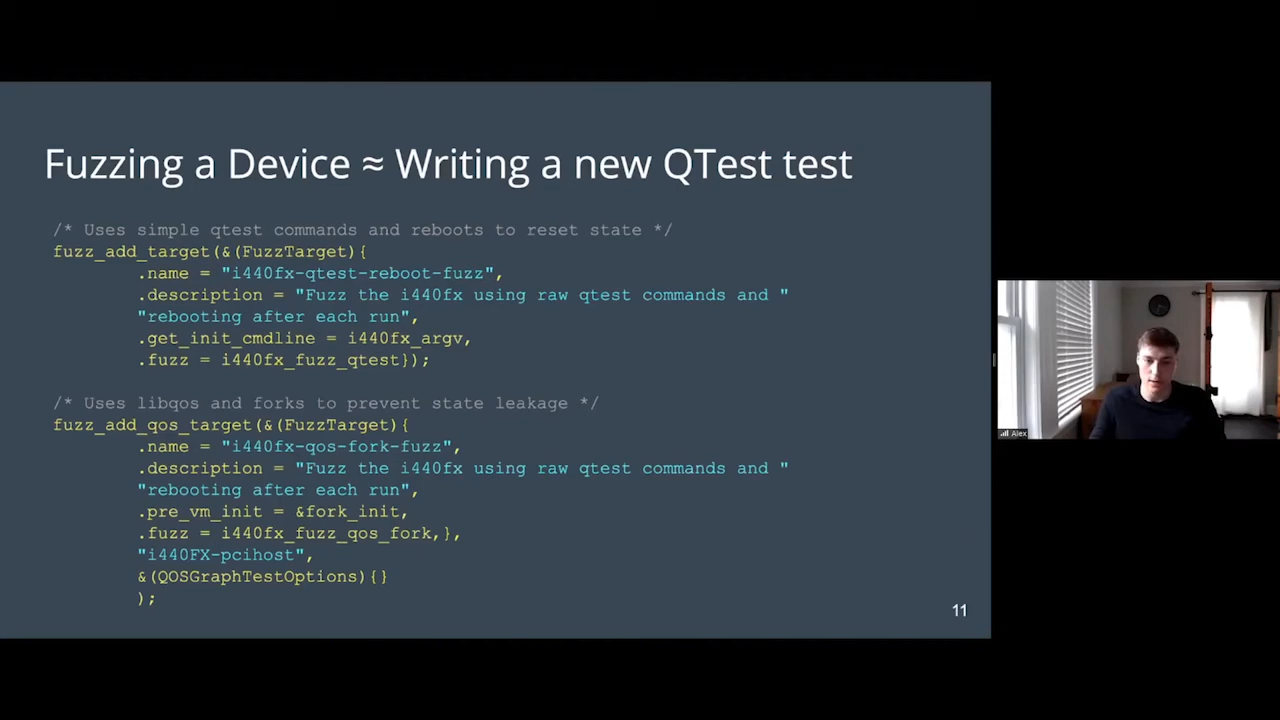 Fuzzing a Device ≈ Writing a new QTest test
/* Uses simple qtest commands and reboots to reset state */
fuzz_add_target(&(FuzzTarget){
.name = "i440fx-qtest-reboot-fuzz",
.description = "Fuzz the i440fx using raw qtest commands and "
"rebooting after each run",
.get_init_cmdline = i440fx_argv,
.fuzz = i440fx_fuzz_qtest});
/* Uses libqos and forks to prevent state leakage */
fuzz_add_qos_target(&(FuzzTarget){
.name = "i440fx-qos-fork-fuzz",
.description = "Fuzz the i440fx using raw qtest commands and "
"rebooting after each run",
.pre_vm_init = &fork_init,
.fuzz = i440fx_fuzz_qos_fork,},
"i440FX-pcihost",
&(QOSGraphTestOptions){}
);
11
Alex